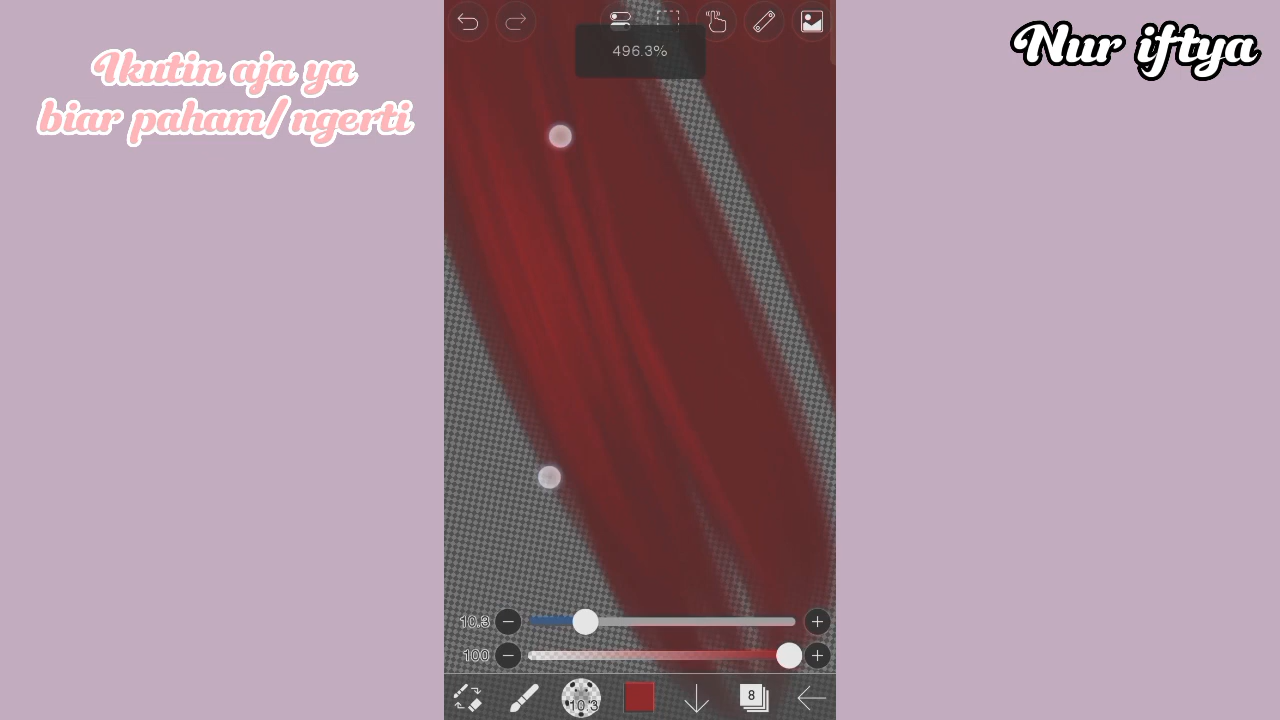 Ikutin aja ya
biar paham/ngerti
Nur iftya
496.3%
10.3
100
10.3
8